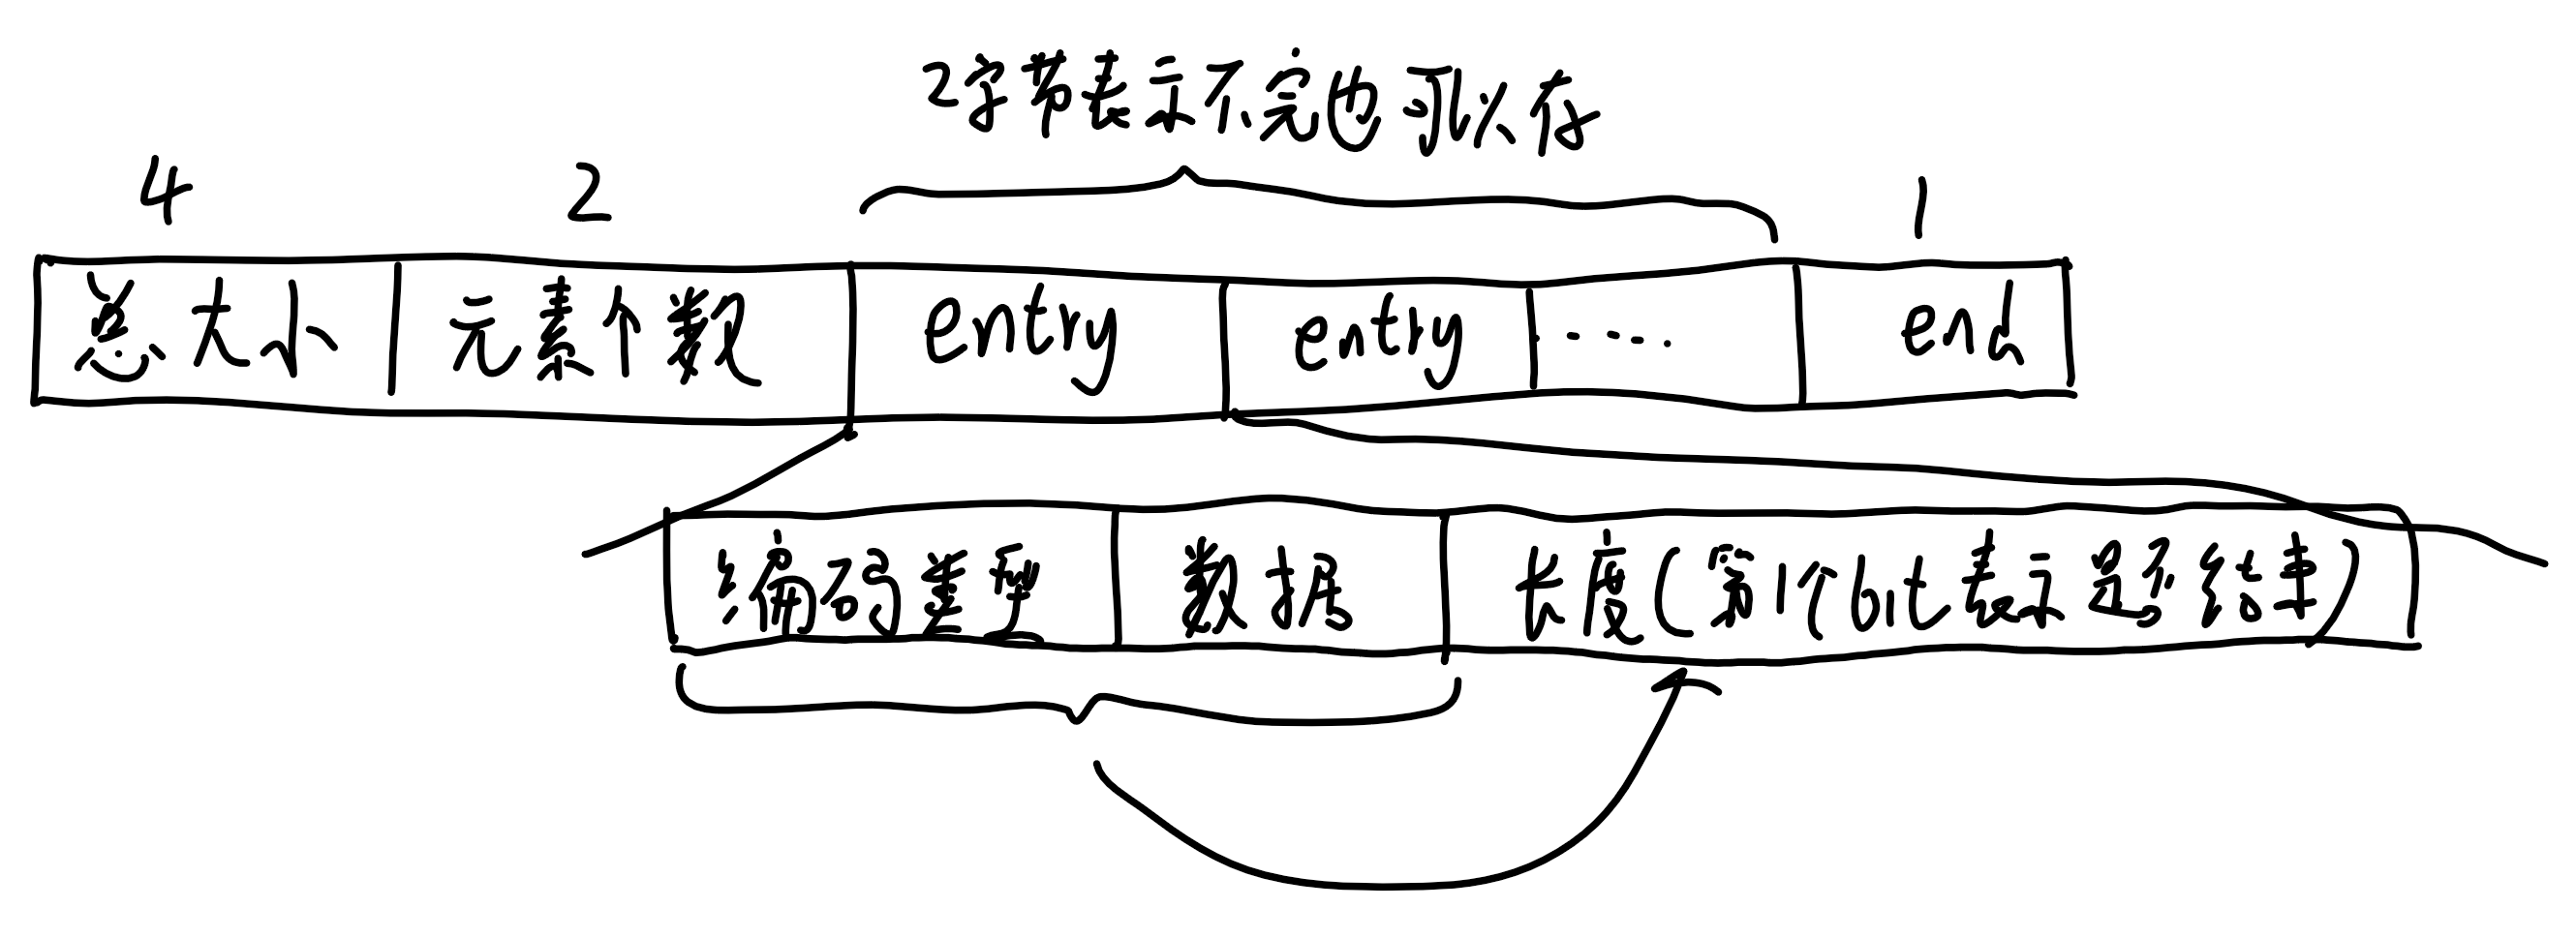 2字节表示不完也可以存
4 2 1
总大小 元素个数 entry entry ..... end
编码类型 数据 长度(第1个bit表示是否结束)